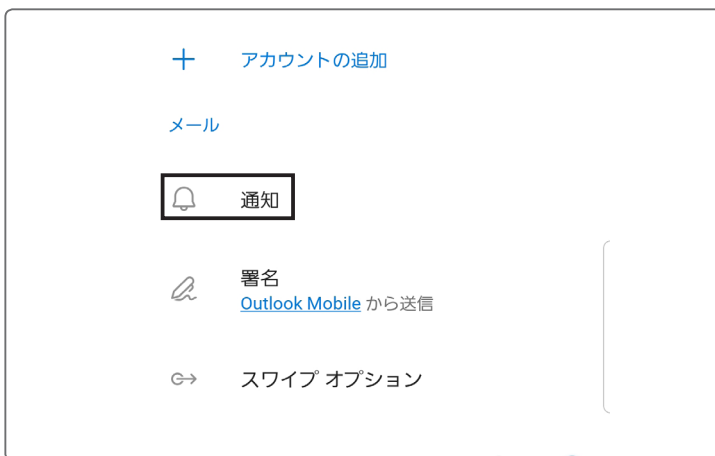 アカウントの追加
メール
通知
署名
Outlook Mobile から送信
スワイプ オプション